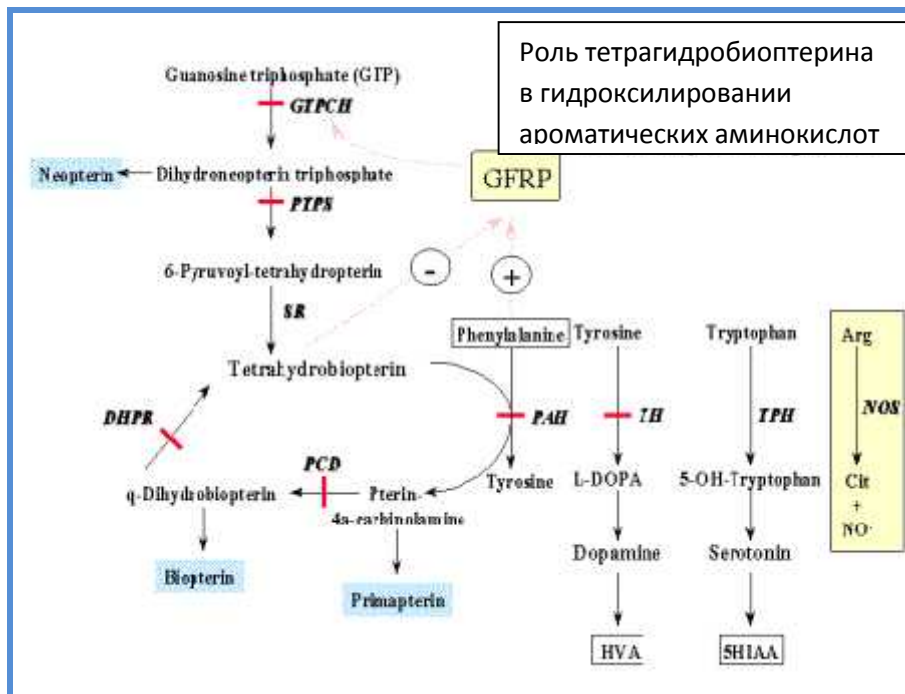 Роль тетрагидробиоптерина
в гидроксилировании
ароматических аминокислот
Guanosine triphosphate (GTP)
GTPCH
Neopterin
Dihydroneopterin triphosphate
GFRP
PTPS
6-Pyruvoyl-tetrahydropterin
-
+
SR
Phenylalanine
Tyrosine
Tryptophan
Arg
Tetrahydrobiopterin
DHPR
PAH
TH
TPH
NOS
PCD
q-Dihydrobiopterin
Pterin-
4a-carbinolamine
Tyrosine
L-DOPA
5-OH-Tryptophan
Cit
+
NO·
Dopamine
Serotonin
Biopterin
Primapterin
HVA
5HIAA